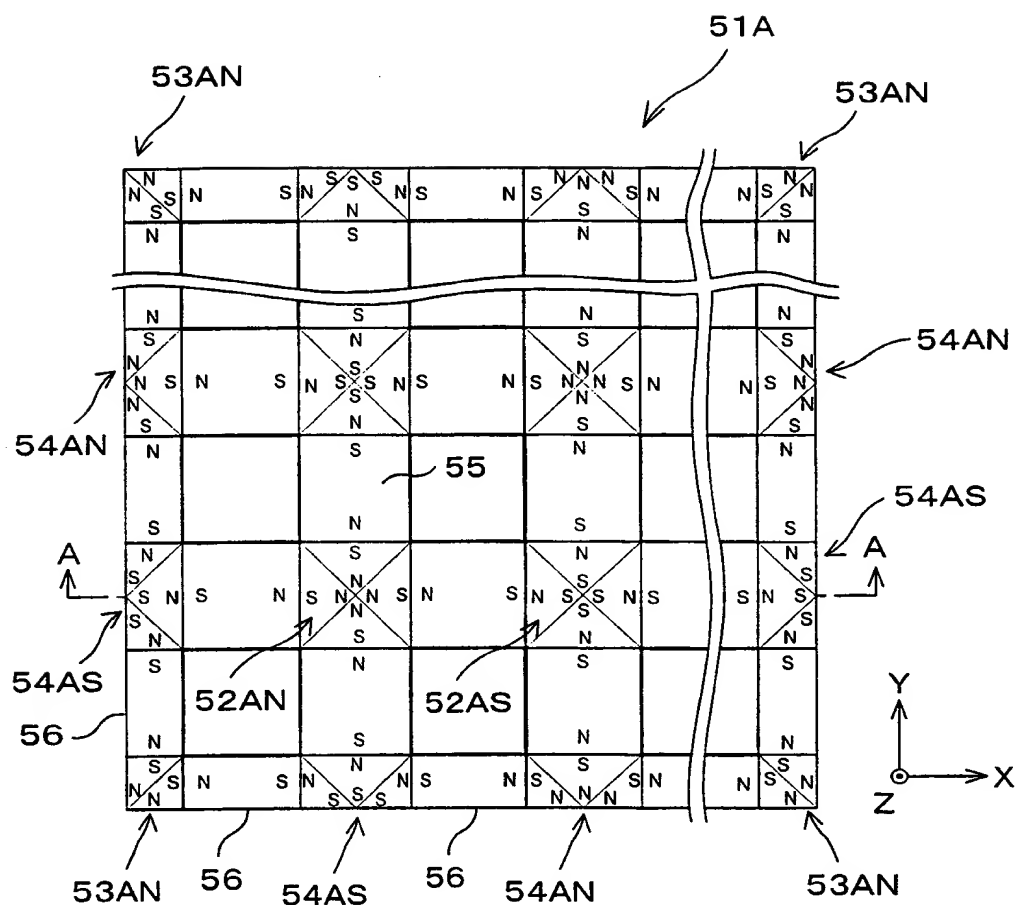 51A
53AN
53AN
N S S S N N N
N N S N S N S S N S N S N S N
S N S S N S
N S N
N S N N
S N S S
N S N N N
N S N S N S S N S N S N N S N S N N
N S N N
54AN
54AN
S N S S
N S N N
55
S N S S
54AS
A
N S N N A
S S S S
S N S N S N N S N S N S S N S S N S
S N S S
N S N N
S N S S
54AS
56
52AN
52AS
Y
N S N N
S N S S
S S N S N S N S N S N S N S N S N
N N S S S N N N N N
X
Z
53AN
56
54AS
56
54AN
53AN